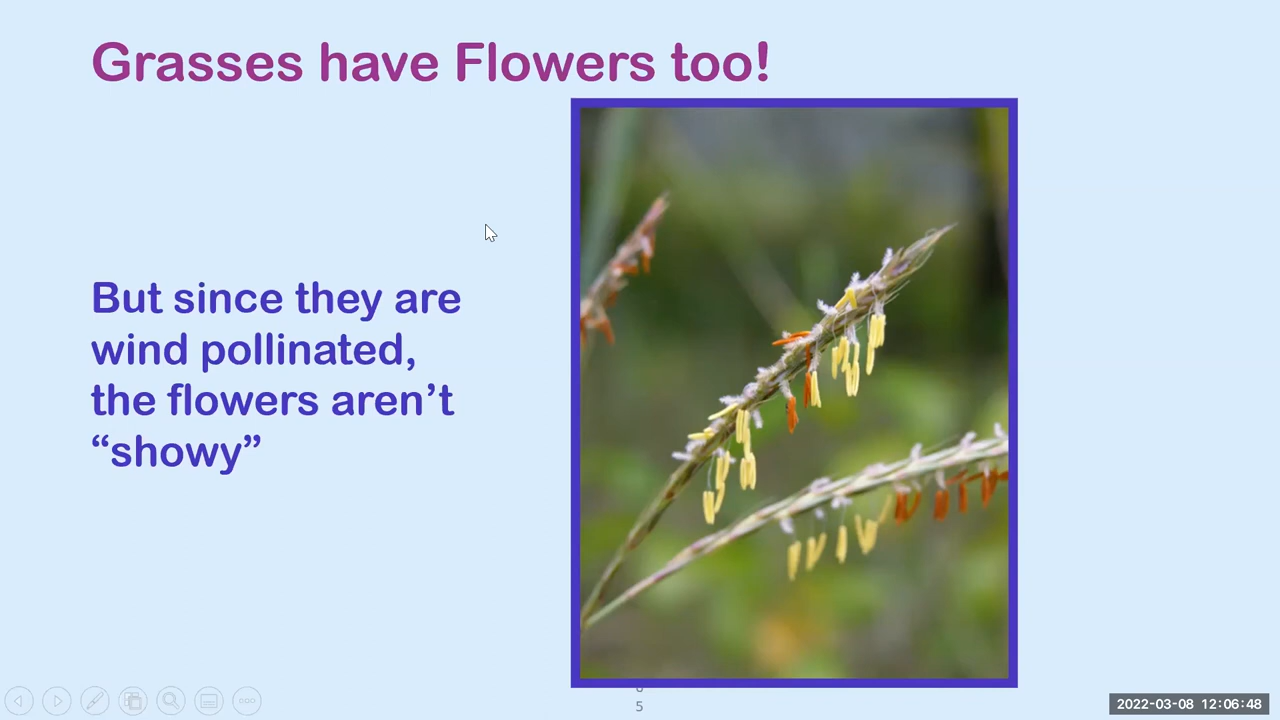 Grasses have Flowers too!
But since they are
wind pollinated,
the flowers aren’t
“showy”
5
2022-03-08 12:06:48